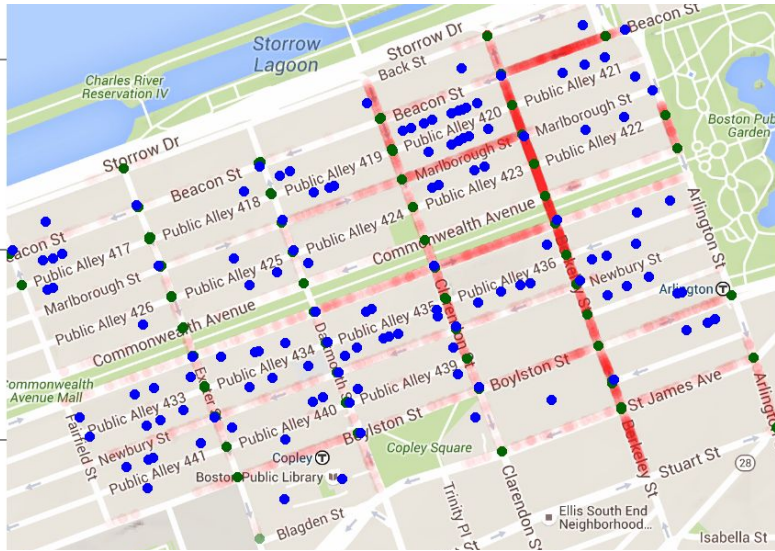 Storrow Dr
Beacon St
Storrow
Lagoon
Back St
Charles River
Reservation IV
Public Alley 421
Beacon St
Marlborough St
Public Alley 420
Boston Pub
Garden
Storrow Dr
Public Alley 422
Public Alley 419
Marlborough St
Beacon St
Public Alley 423
Public Alley 418
Public Alley 424
Commonwealth Avenue
Arlington St
eacon St
Public Alley 417
Public Alley 425
Berkeley St
Public Alley 436
Newbury St
Marlborough St
Arlington T
Public Alley 426
Public Alley 435
Clarendon St
Commonwealth Avenue
Dartmouth St
Public Alley 434
Exeter St
Boylston St
St James Ave
Public Alley 439
Commonwealth
Avenue Mall
Public Alley 433
Arlingto
Fairfield St
Newbury St
Public Alley 440
Boylston St
Berkeley St
Copley Square
Public Alley 441
Copley T
Stuart St
28
Boston Public Library
Clarendon St
Trinity Pl
Ellis South End
Neighborhood...
Isabella St
Blagden St